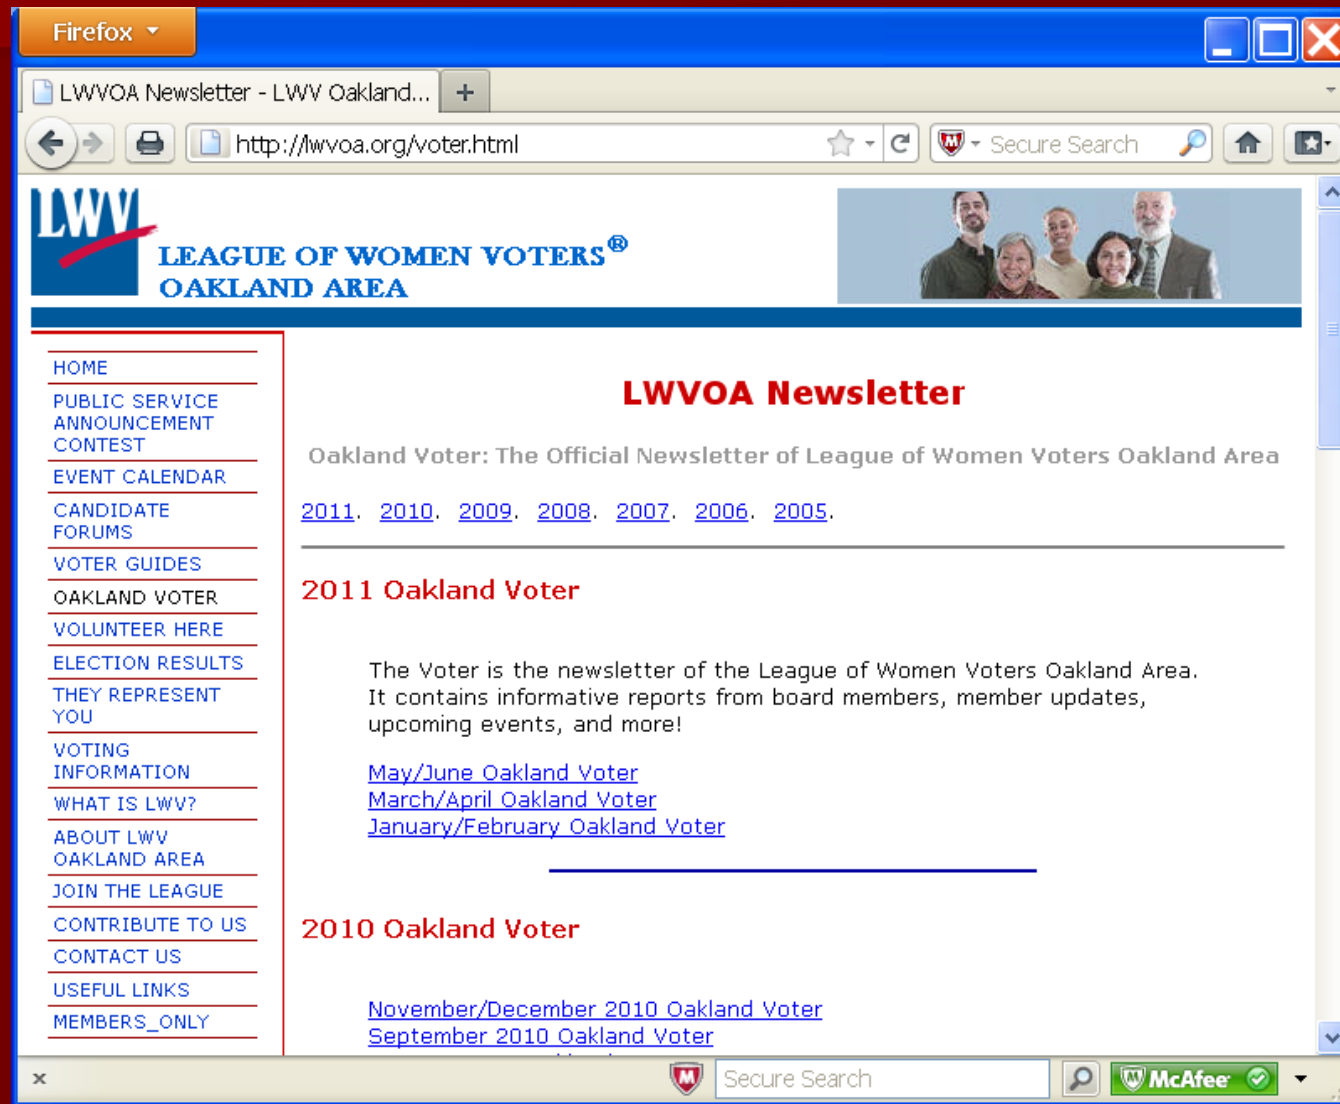 Firefox
LWVOA Newsletter - LWV Oakland...
http://lwvoa.org/voter.html
Secure Search
LWV
LEAGUE OF WOMEN VOTERS®
OAKLAND AREA
HOME
PUBLIC SERVICE
ANNOUNCEMENT
CONTEST
EVENT CALENDAR
CANDIDATE
FORUMS
VOTER GUIDES
OAKLAND VOTER
VOLUNTEER HERE
ELECTION RESULTS
THEY REPRESENT
YOU
VOTING
INFORMATION
WHAT IS LWV?
ABOUT LWV
OAKLAND AREA
JOIN THE LEAGUE
CONTRIBUTE TO US
CONTACT US
USEFUL LINKS
MEMBERS_ONLY
LWVOA Newsletter
Oakland Voter: The Official Newsletter of League of Women Voters Oakland Area
2011. 2010. 2009. 2008. 2007. 2006. 2005.
2011 Oakland Voter
The Voter is the newsletter of the League of Women Voters Oakland Area.
It contains informative reports from board members, member updates,
upcoming events, and more!
May/June Oakland Voter
March/April Oakland Voter
January/February Oakland Voter
2010 Oakland Voter
November/December 2010 Oakland Voter
September 2010 Oakland Voter
Secure Search
McAfee